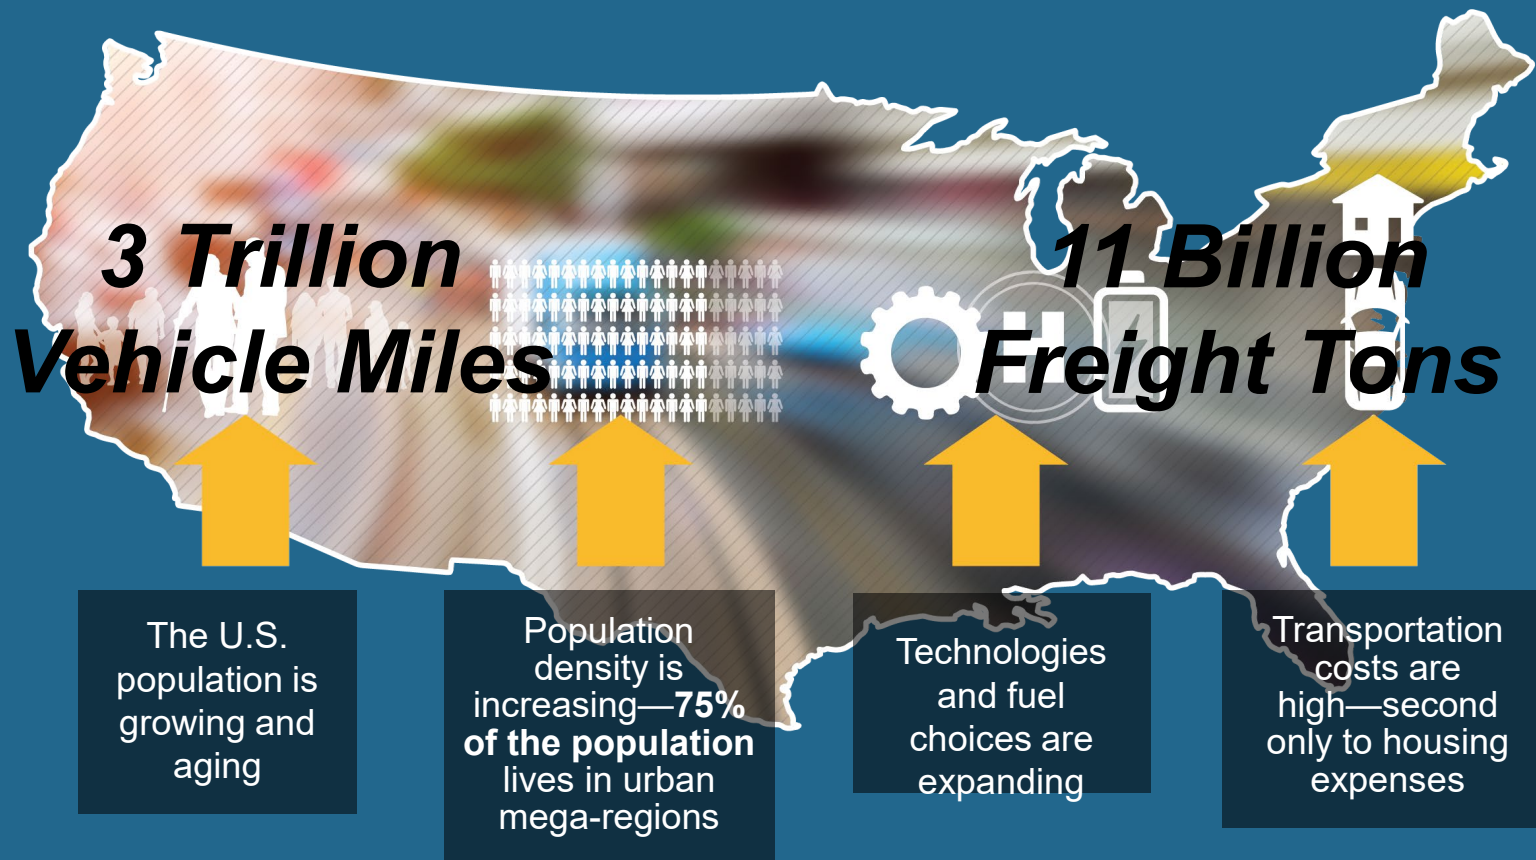 3 Trillion
Vehicle Miles
11 Billion
Freight Tons
H
The U.S.
population is
growing and
aging
Population
density is
increasing—75%
of the population
lives in urban
mega-regions
Technologies
and fuel
choices are
expanding
Transportation
costs are
high—second
only to housing
expenses